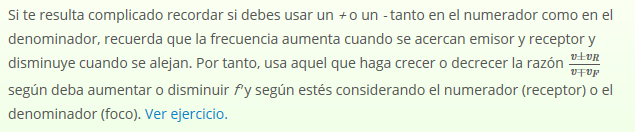 Si te resulta complicado recordar si debes usar un + o un - tanto en el numerador como en el
denominador, recuerda que la frecuencia aumenta cuando se acercan emisor y receptor y
disminuye cuando se alejan. Por tanto, usa aquel que haga crecer o decrecer la razón v±vR/v∓vF
según deba aumentar o disminuir f' y según estés considerando el numerador (receptor) o el
denominador (foco). Ver ejercicio.